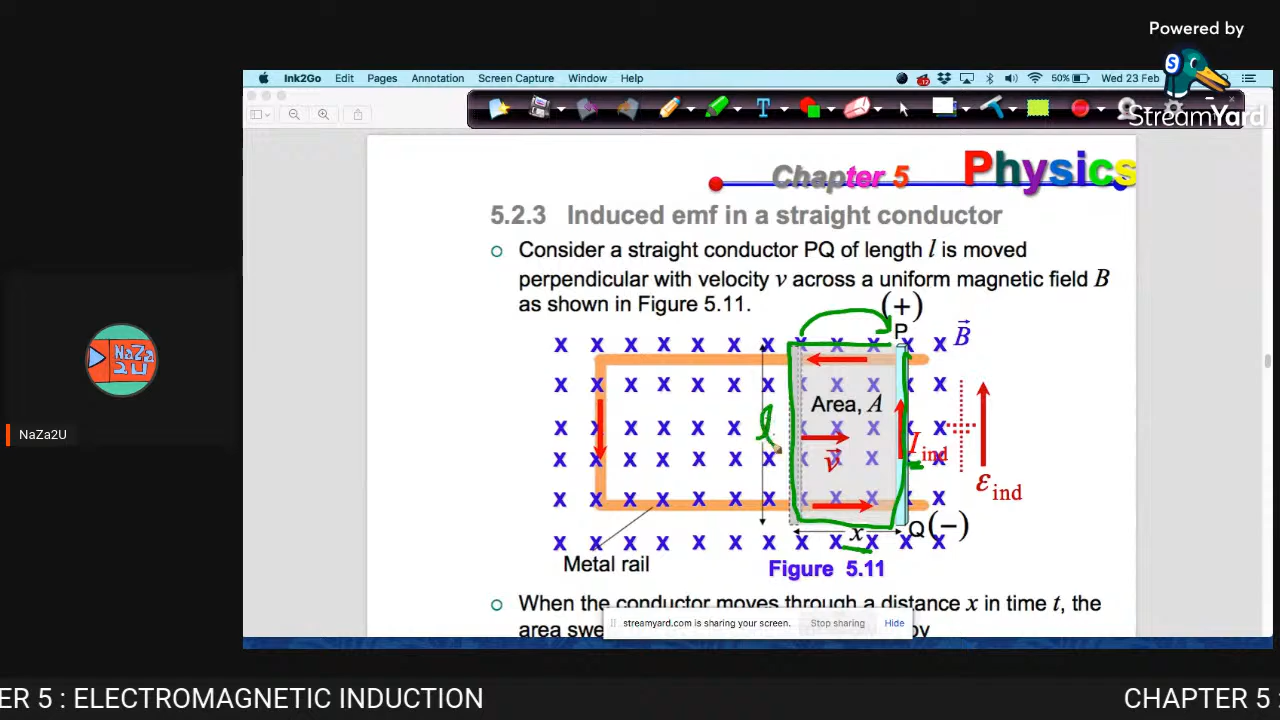 Powered by
StreamYard
Ink2Go Edit Pages Annotation Screen Capture Window Help 50% Wed 23 Feb
Chapter 5 Physics
5.2.3 Induced emf in a straight conductor
Consider a straight conductor PQ of length l is moved
perpendicular with velocity v across a uniform magnetic field B
as shown in Figure 5.11.
(+)
P
B
Area, A
l
v
I ind
ε ind
x
Q (−)
Metal rail
Figure 5.11
When the conductor moves through a distance x in time t, the
area swe
streamyard.com is sharing your screen. Stop sharing Hide
NaZa
2U
NaZa2U
ER 5 : ELECTROMAGNETIC INDUCTION
CHAPTER 5 :